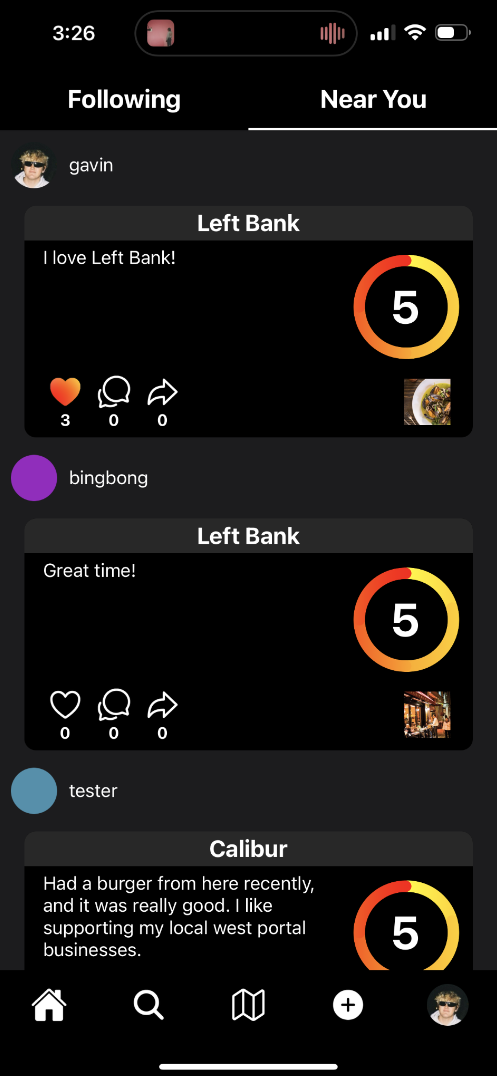 3:26
Following Near You
gavin
Left Bank
I love Left Bank!
5
3 0 0
bingbong
Left Bank
Great time!
5
0 0 0
tester
Calibur
Had a burger from here recently,
and it was really good. I like
supporting my local west portal
businesses.
5